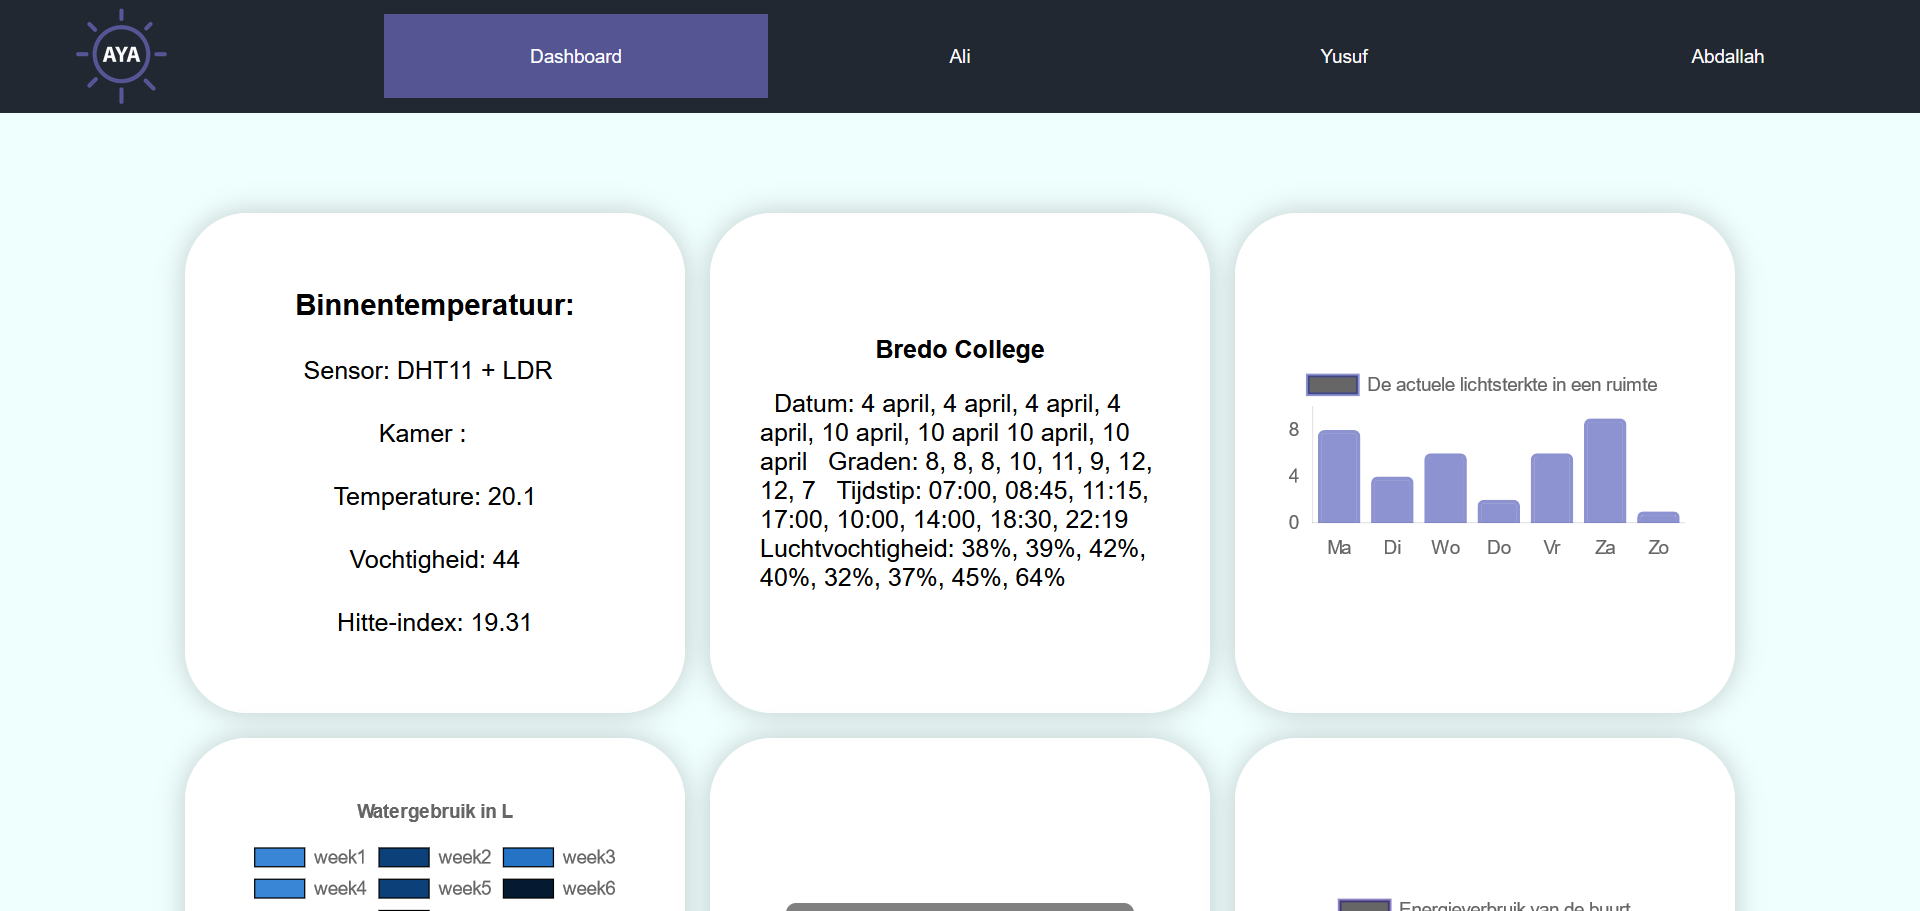 AYA
Dashboard
Ali
Yusuf
Abdallah
Binnentemperatuur:
Sensor: DHT11 + LDR
Kamer :
Temperature: 20.1
Vochtigheid: 44
Hitte-index: 19.31
Bredo College
Datum: 4 april, 4 april, 4 april, 4
april, 10 april, 10 april 10 april, 10
april Graden: 8, 8, 8, 10, 11, 9, 12,
12, 7 Tijdstip: 07:00, 08:45, 11:15,
17:00, 10:00, 14:00, 18:30, 22:19
Luchtvochtigheid: 38%, 39%, 42%,
40%, 32%, 37%, 45%, 64%
De actuele lichtsterkte in een ruimte
8
4
0
Ma Di Wo Do Vr Za Zo
Watergebruik in L
week1 week2 week3
week4 week5 week6
Energieverbruik van de buurt